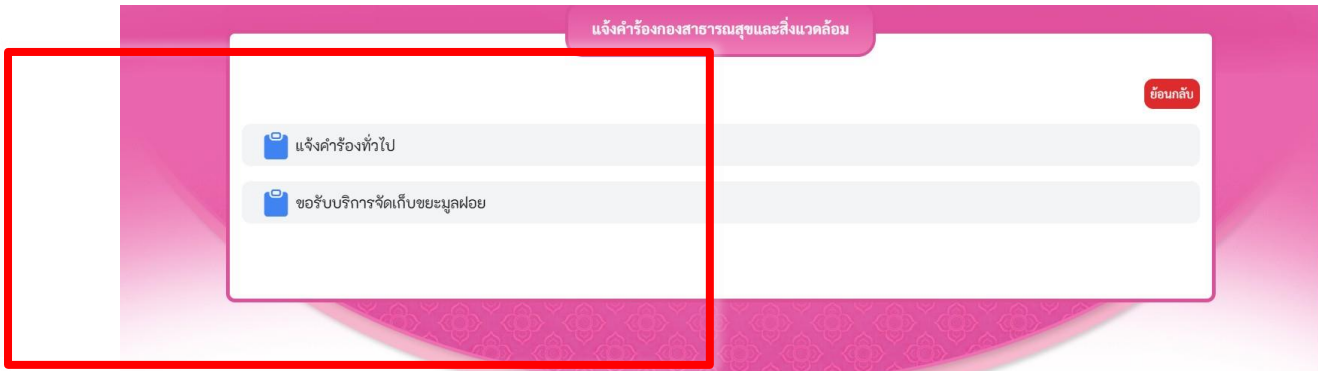 แจ้งคำร้องกองสาธารณสุขและสิ่งแวดล้อม
ย้อนกลับ
แจ้งคำร้องทั่วไป
ขอรับบริการจัดเก็บขยะมูลฝอย